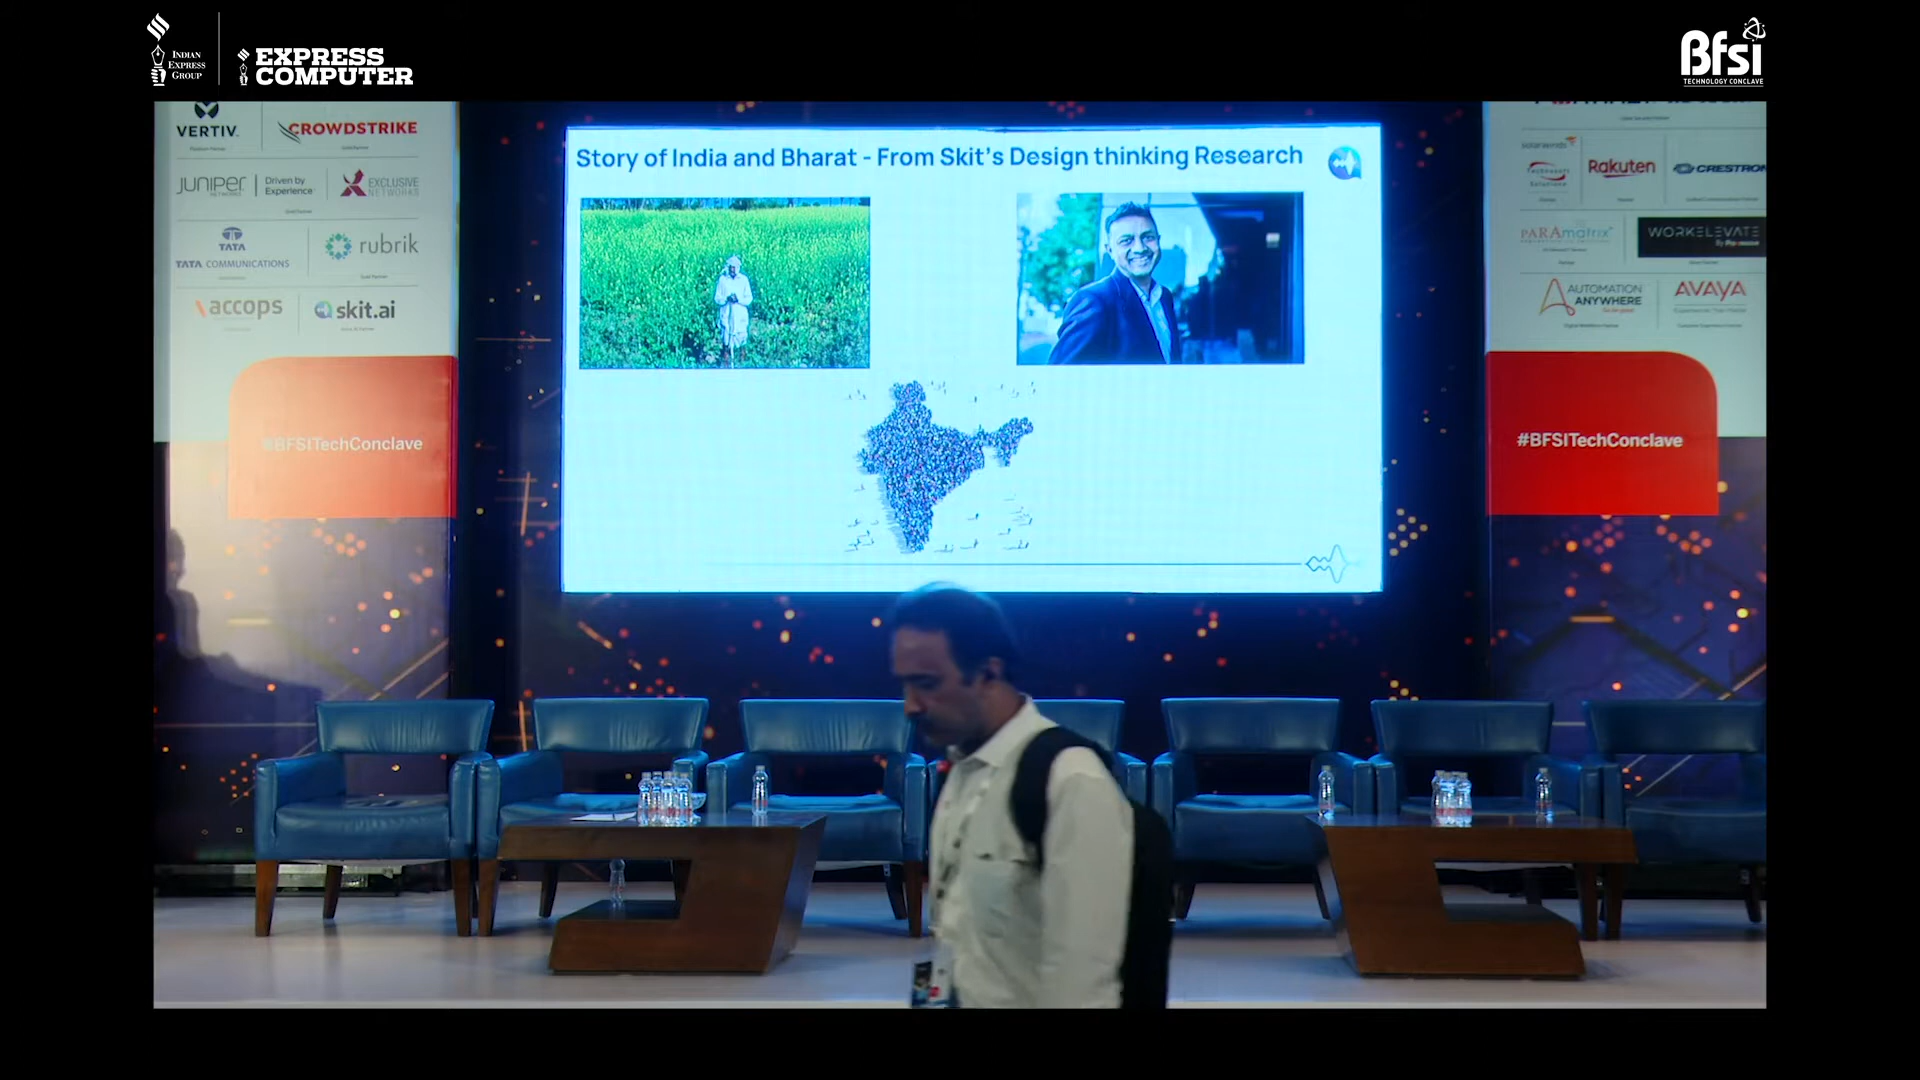 INDIAN
EXPRESS
GROUP
EXPRESS
COMPUTER
Bfsi
TECHNOLOGY CONCLAVE
VERTIV.
CROWDSTRIKE
JUNIPER
NETWORKS
Driven by
Experience
EXCLUSIVE
NETWORKS
TATA
TATA COMMUNICATIONS
rubrik
accops
skit.ai
#BFSITechConclave
Story of India and Bharat - From Skit's Design thinking Research
solarwinds
Rakuten
CRESTRON
PARAmatrix
WORKELEVATE
AUTOMATION
ANYWHERE
AVAYA
#BFSITechConclave